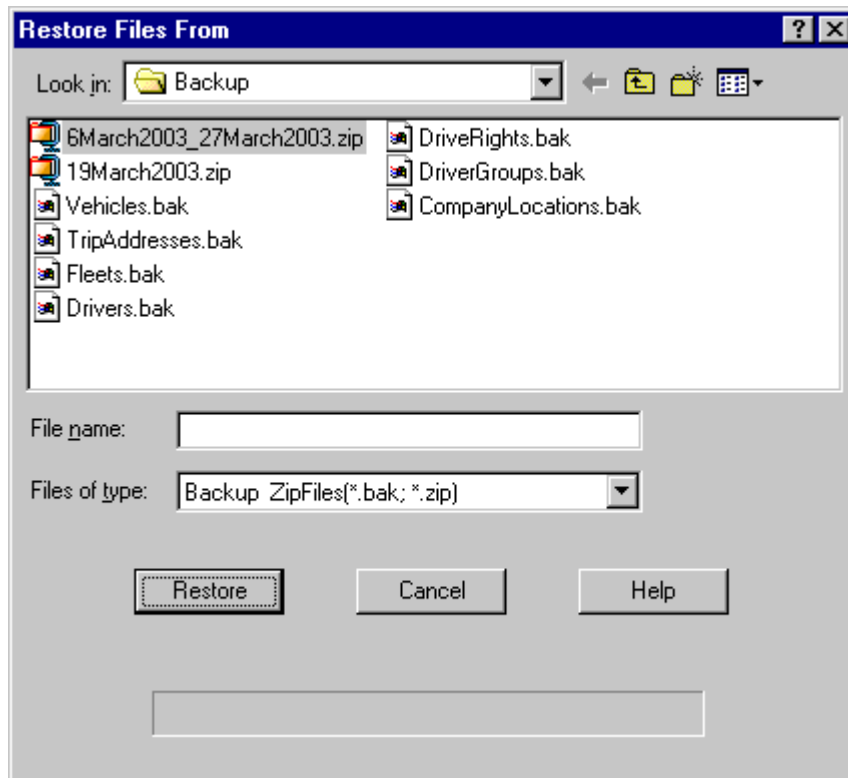 Restore Files From
Look in: Backup
6March2003_27March2003.zip
19March2003.zip
Vehicles.bak
TripAddresses.bak
Fleets.bak
Drivers.bak
DriveRights.bak
DriverGroups.bak
CompanyLocations.bak
File name:
Files of type: Backup ZipFiles(*.bak; *.zip)
Restore Cancel Help